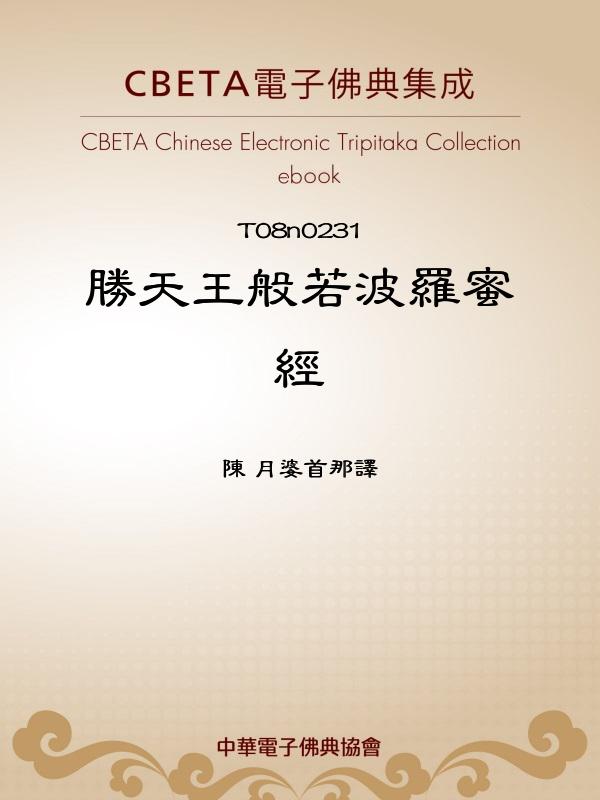 CBETA電子佛典集成
CBETA Chinese Electronic Tripitaka Collection
ebook
T08n0231
勝天王般若波羅蜜
經
陳 月婆首那譯
中華電子佛典協會